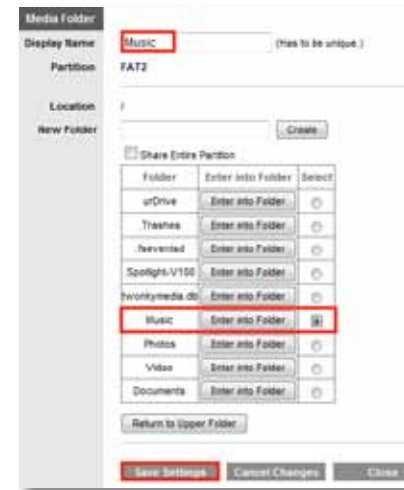 Media Folder
Display Name Music (Has to be unique.)
Partition FAT2
Location /
New Folder Create
Share Entire Partition
Folder Enter into Folder Select
urDrive Enter into Folder
Trashes Enter into Folder
.fseventsd Enter into Folder
Spotlight-V100 Enter into Folder
twonkymedia.db Enter into Folder
Music Enter into Folder
Photos Enter into Folder
Video Enter into Folder
Documents Enter into Folder
Return to Upper Folder
Save Settings Cancel Changes Close